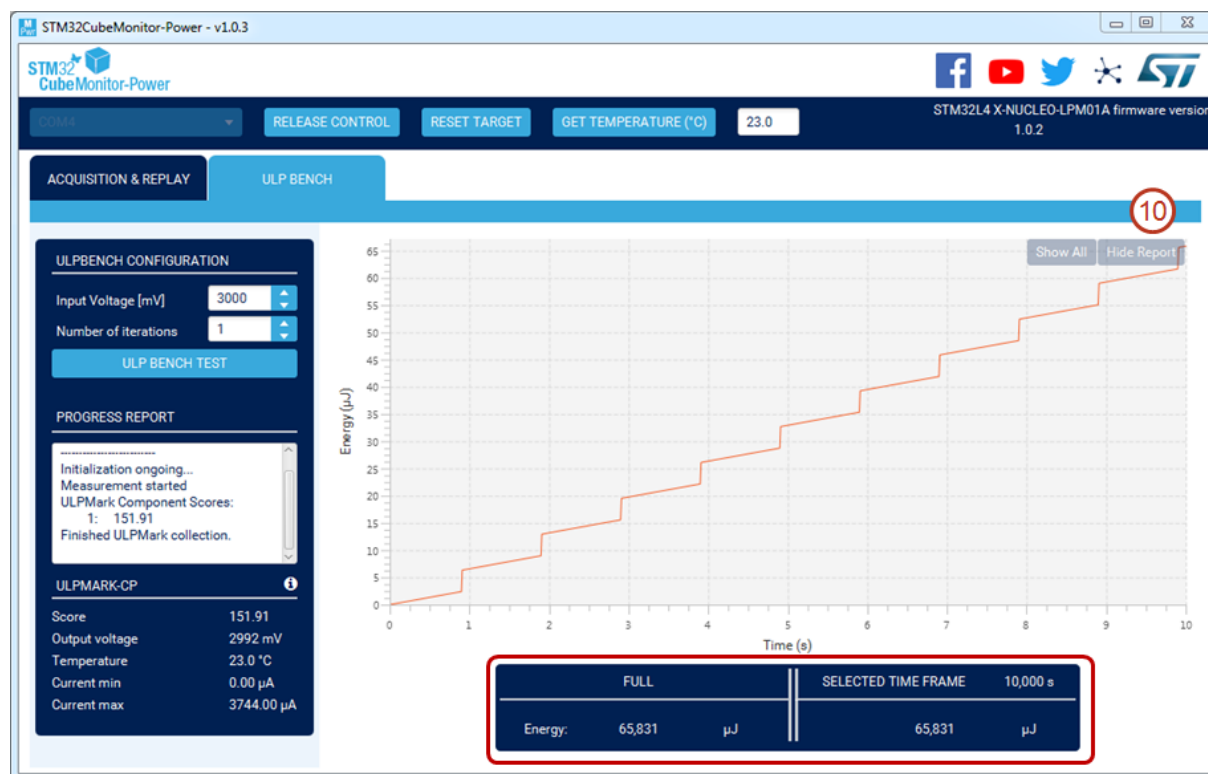 STM32CubeMonitor-Power - v1.0.3
STM32
CubeMonitor-Power
COM4
RELEASE CONTROL
RESET TARGET
GET TEMPERATURE (°C)
23.0
STM32L4 X-NUCLEO-LPM01A firmware version
1.0.2
ACQUISITION & REPLAY
ULP BENCH
10
ULPBENCH CONFIGURATION
Input Voltage [mV] 3000
Number of iterations 1
ULP BENCH TEST
PROGRESS REPORT
---------------------------
Initialization ongoing...
Measurement started
ULPMark Component Scores:
1: 151.91
Finished ULPMark collection.
ULPMARK-CP
Score 151.91
Output voltage 2992 mV
Temperature 23.0 °C
Current min 0.00 µA
Current max 3744.00 µA
Show All
Hide Report
65
60
55
50
45
40
35
30
25
20
15
10
5
0
Energy (µJ)
0 1 2 3 4 5 6 7 8 9 10
Time (s)
FULL
SELECTED TIME FRAME 10,000 s
Energy: 65,831 µJ
65,831 µJ